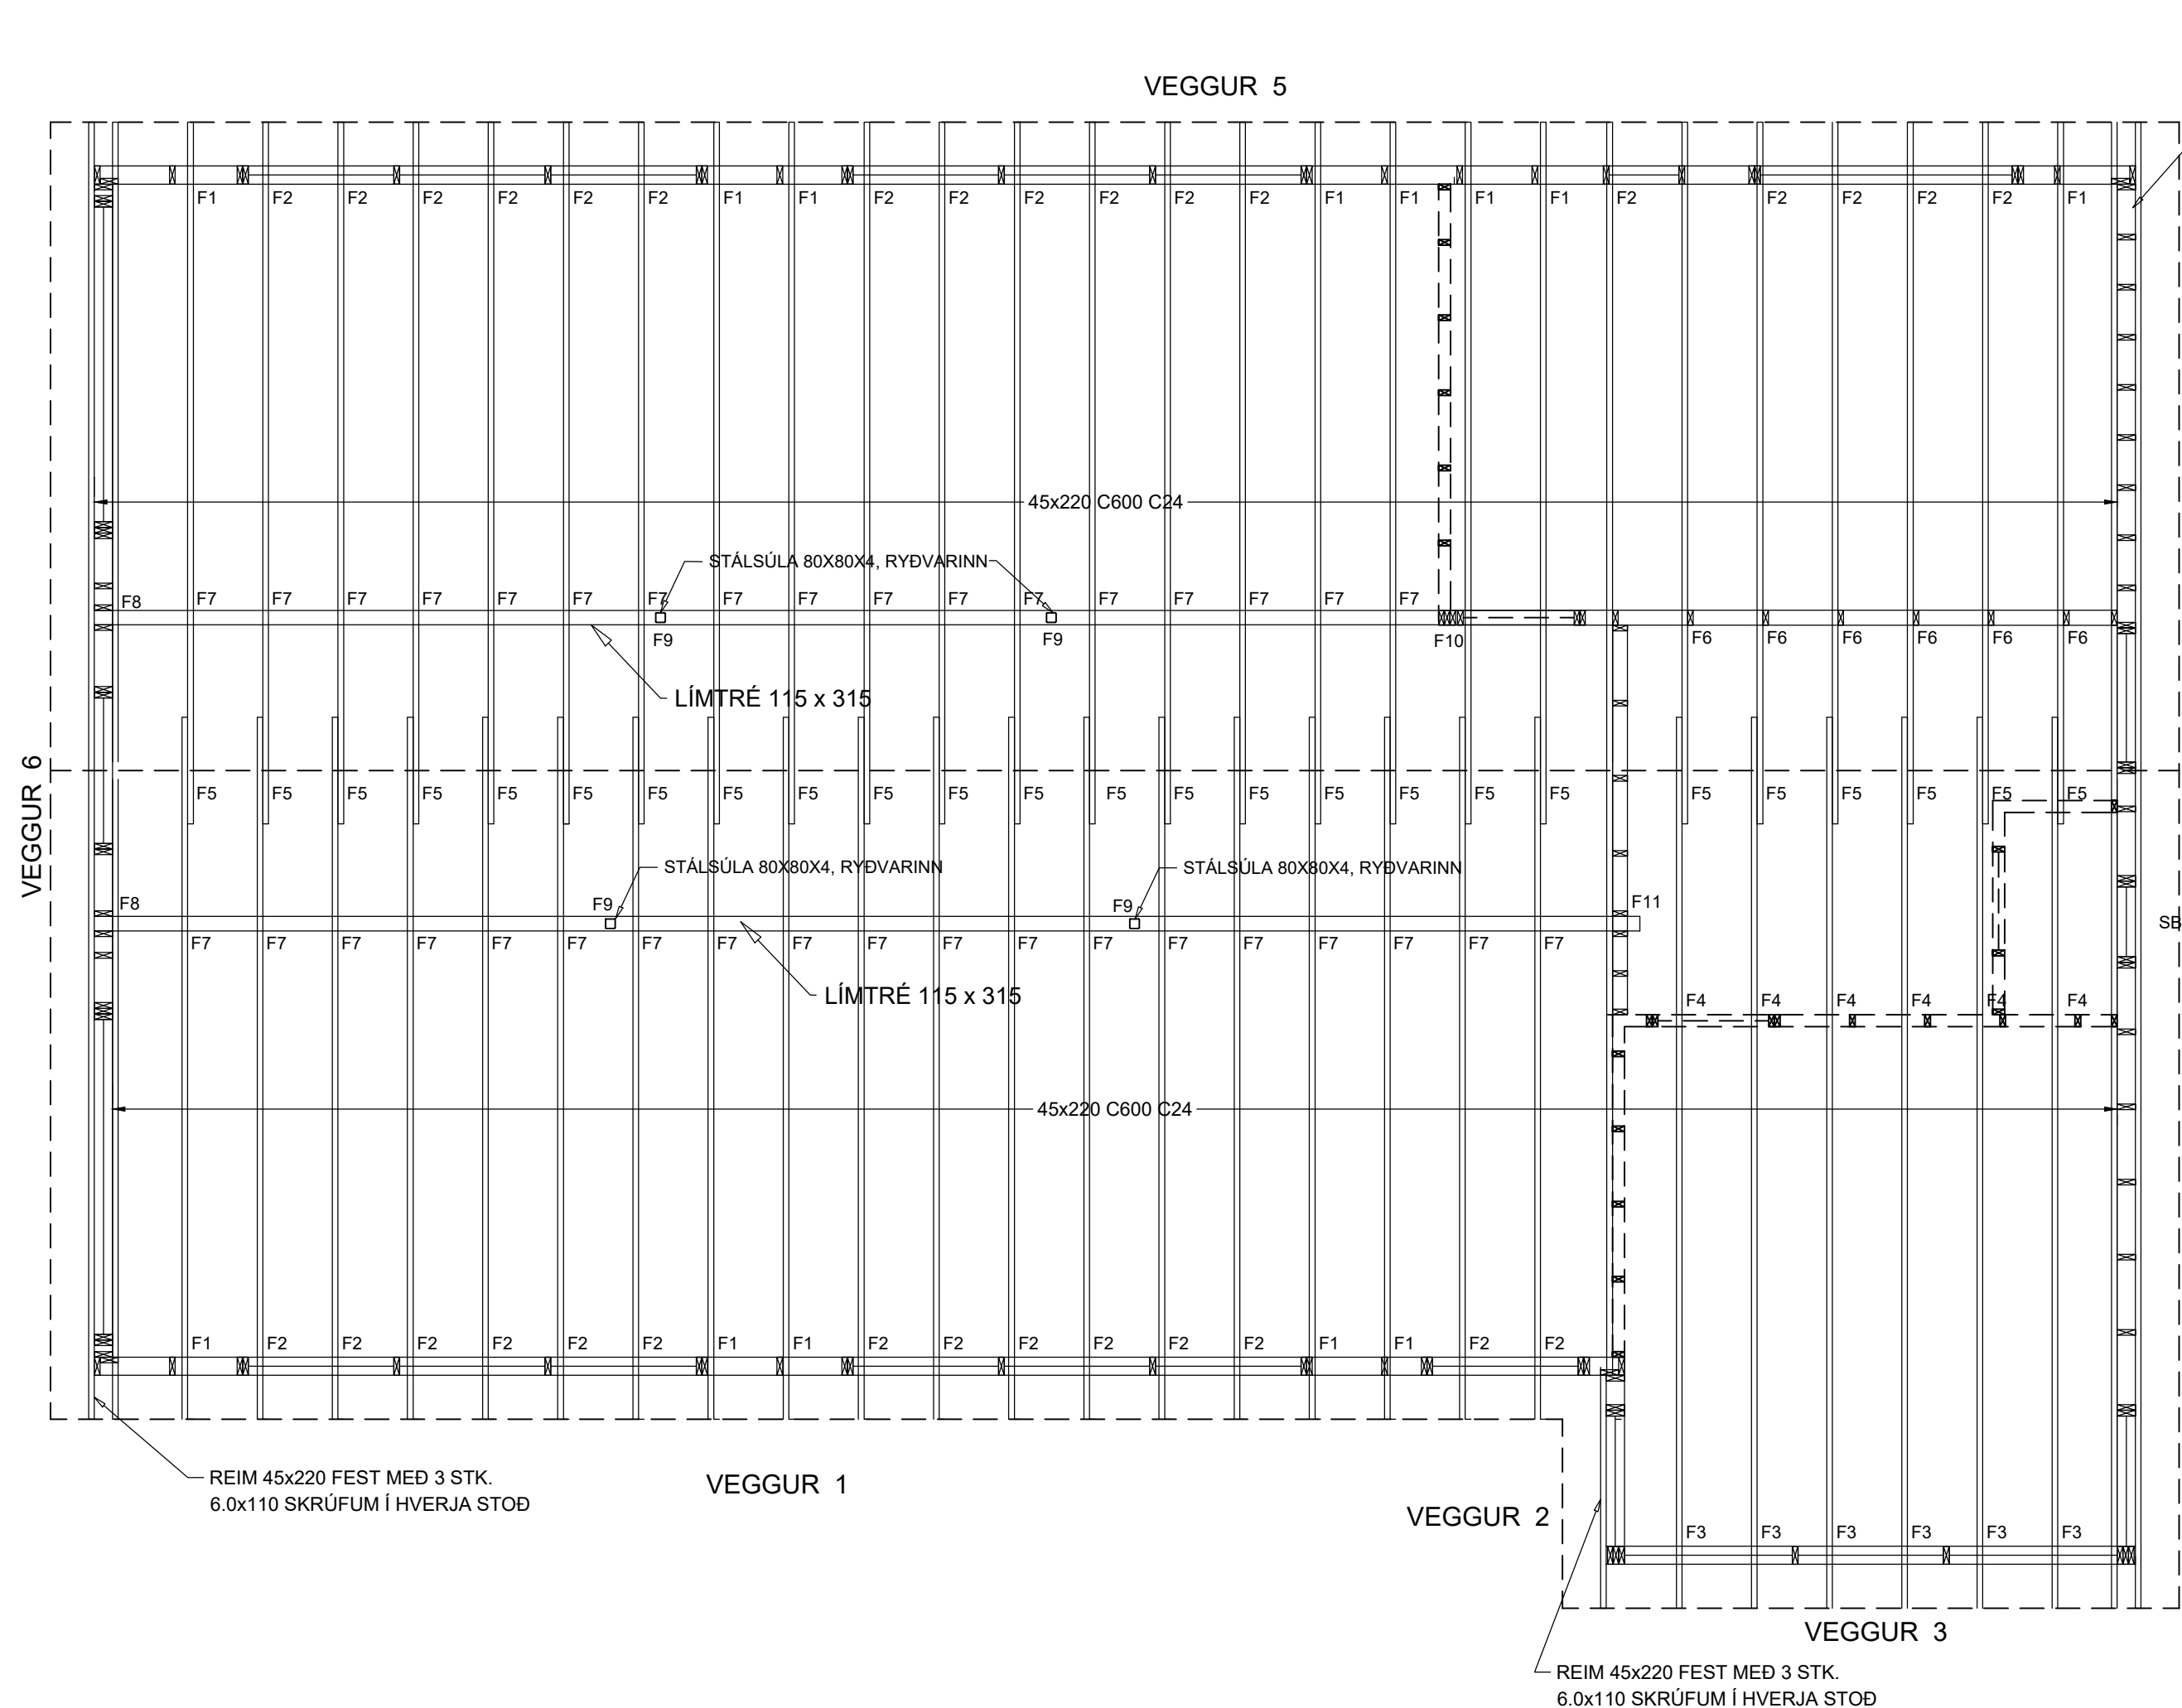 VEGGUR 5
F1 F2 F2 F2 F2 F2 F2 F1 F1 F2 F2 F2 F2 F2 F2 F1 F1 F1 F1 F2 F2 F2 F2 F2 F1
45x220 C600 C24
STÁLSÚLA 80X80X4, RYÐVARINN
F8 F7 F7 F7 F7 F7 F7 F7 F7 F7 F7 F7 F7 F7 F7 F7 F7 F7
F9 F9 F10 F6 F6 F6 F6 F6 F6
LÍMTRÉ 115 x 315
VEGGUR 6
F5 F5 F5 F5 F5 F5 F5 F5 F5 F5 F5 F5 F5 F5 F5 F5 F5 F5 F5 F5 F5 F5 F5 F5 F5
STÁLSÚLA 80X80X4, RYÐVARINN STÁLSÚLA 80X80X4, RYÐVARINN
F8 F9 F9 F11
SB
F7 F7 F7 F7 F7 F7 F7 F7 F7 F7 F7 F7 F7 F7 F7 F7 F7 F7 F7
LÍMTRÉ 115 x 315
F4 F4 F4 F4 F4 F4
45x220 C600 C24
F1 F2 F2 F2 F2 F2 F2 F1 F1 F2 F2 F2 F2 F2 F2 F1 F1 F2 F2
REIM 45x220 FEST MEÐ 3 STK.
6.0x110 SKRÚFUM Í HVERJA STOÐ
VEGGUR 1
VEGGUR 2
F3 F3 F3 F3 F3 F3
VEGGUR 3
REIM 45x220 FEST MEÐ 3 STK.
6.0x110 SKRÚFUM Í HVERJA STOÐ